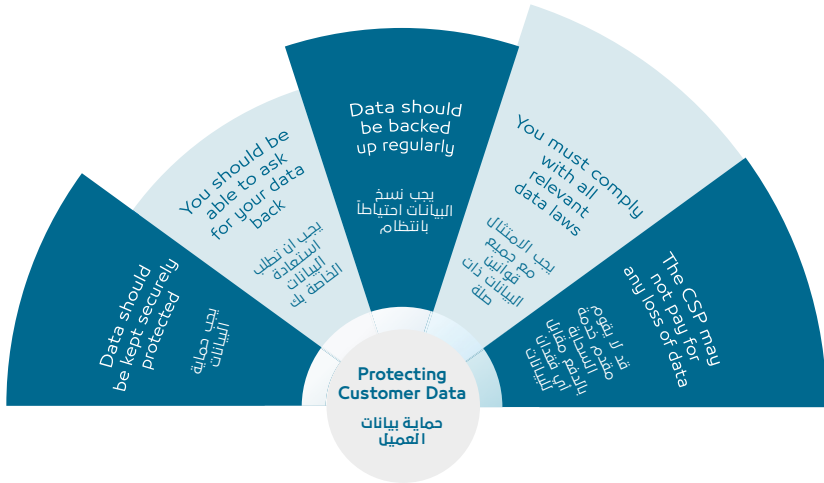 Data should
be kept securely
protected
يجب حماية
البيانات
You should be
able to ask
for your data
back
يجب ان تطلب
استعادة
البيانات
الخاصة بك
Data should
be backed
up regularly
يجب نسخ
البيانات احتياطاً
بانتظام
You must comply
with all
relevant
data laws
يجب الامتثال
مع جميع
قوانين
البيانات ذات
صلة
The CSP may
not pay for
any loss of data
قد لا يقوم
مقدم خدمة
السحابة
بالدفع مقابل
اي فقدان
للبيانات
Protecting
Customer Data
حماية بيانات
العميل